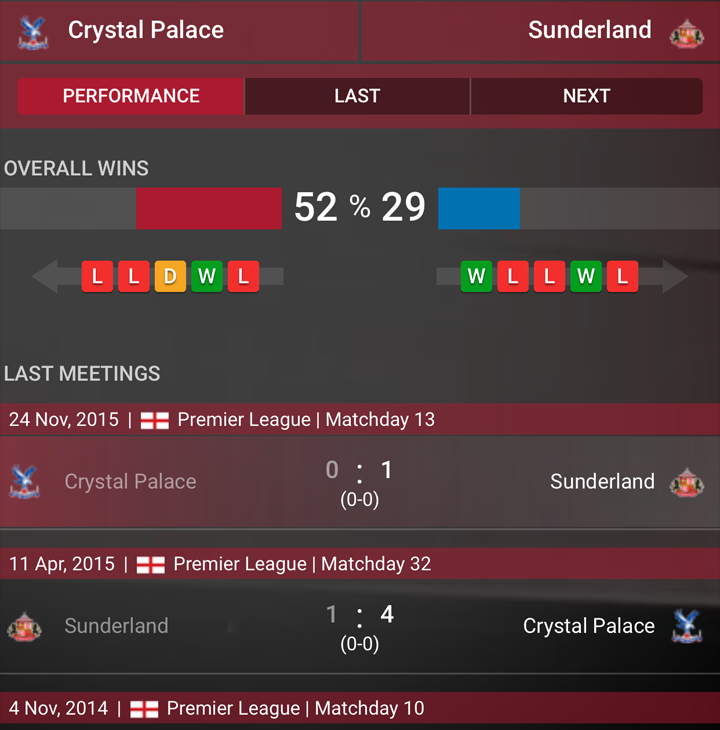 Crystal Palace Sunderland
PERFORMANCE LAST NEXT
OVERALL WINS
52 % 29
L L D W L W L L W L
LAST MEETINGS
24 Nov, 2015 | Premier League | Matchday 13
Crystal Palace 0 : 1 Sunderland
(0-0)
11 Apr, 2015 | Premier League | Matchday 32
Sunderland 1 : 4 Crystal Palace
(0-0)
4 Nov, 2014 | Premier League | Matchday 10